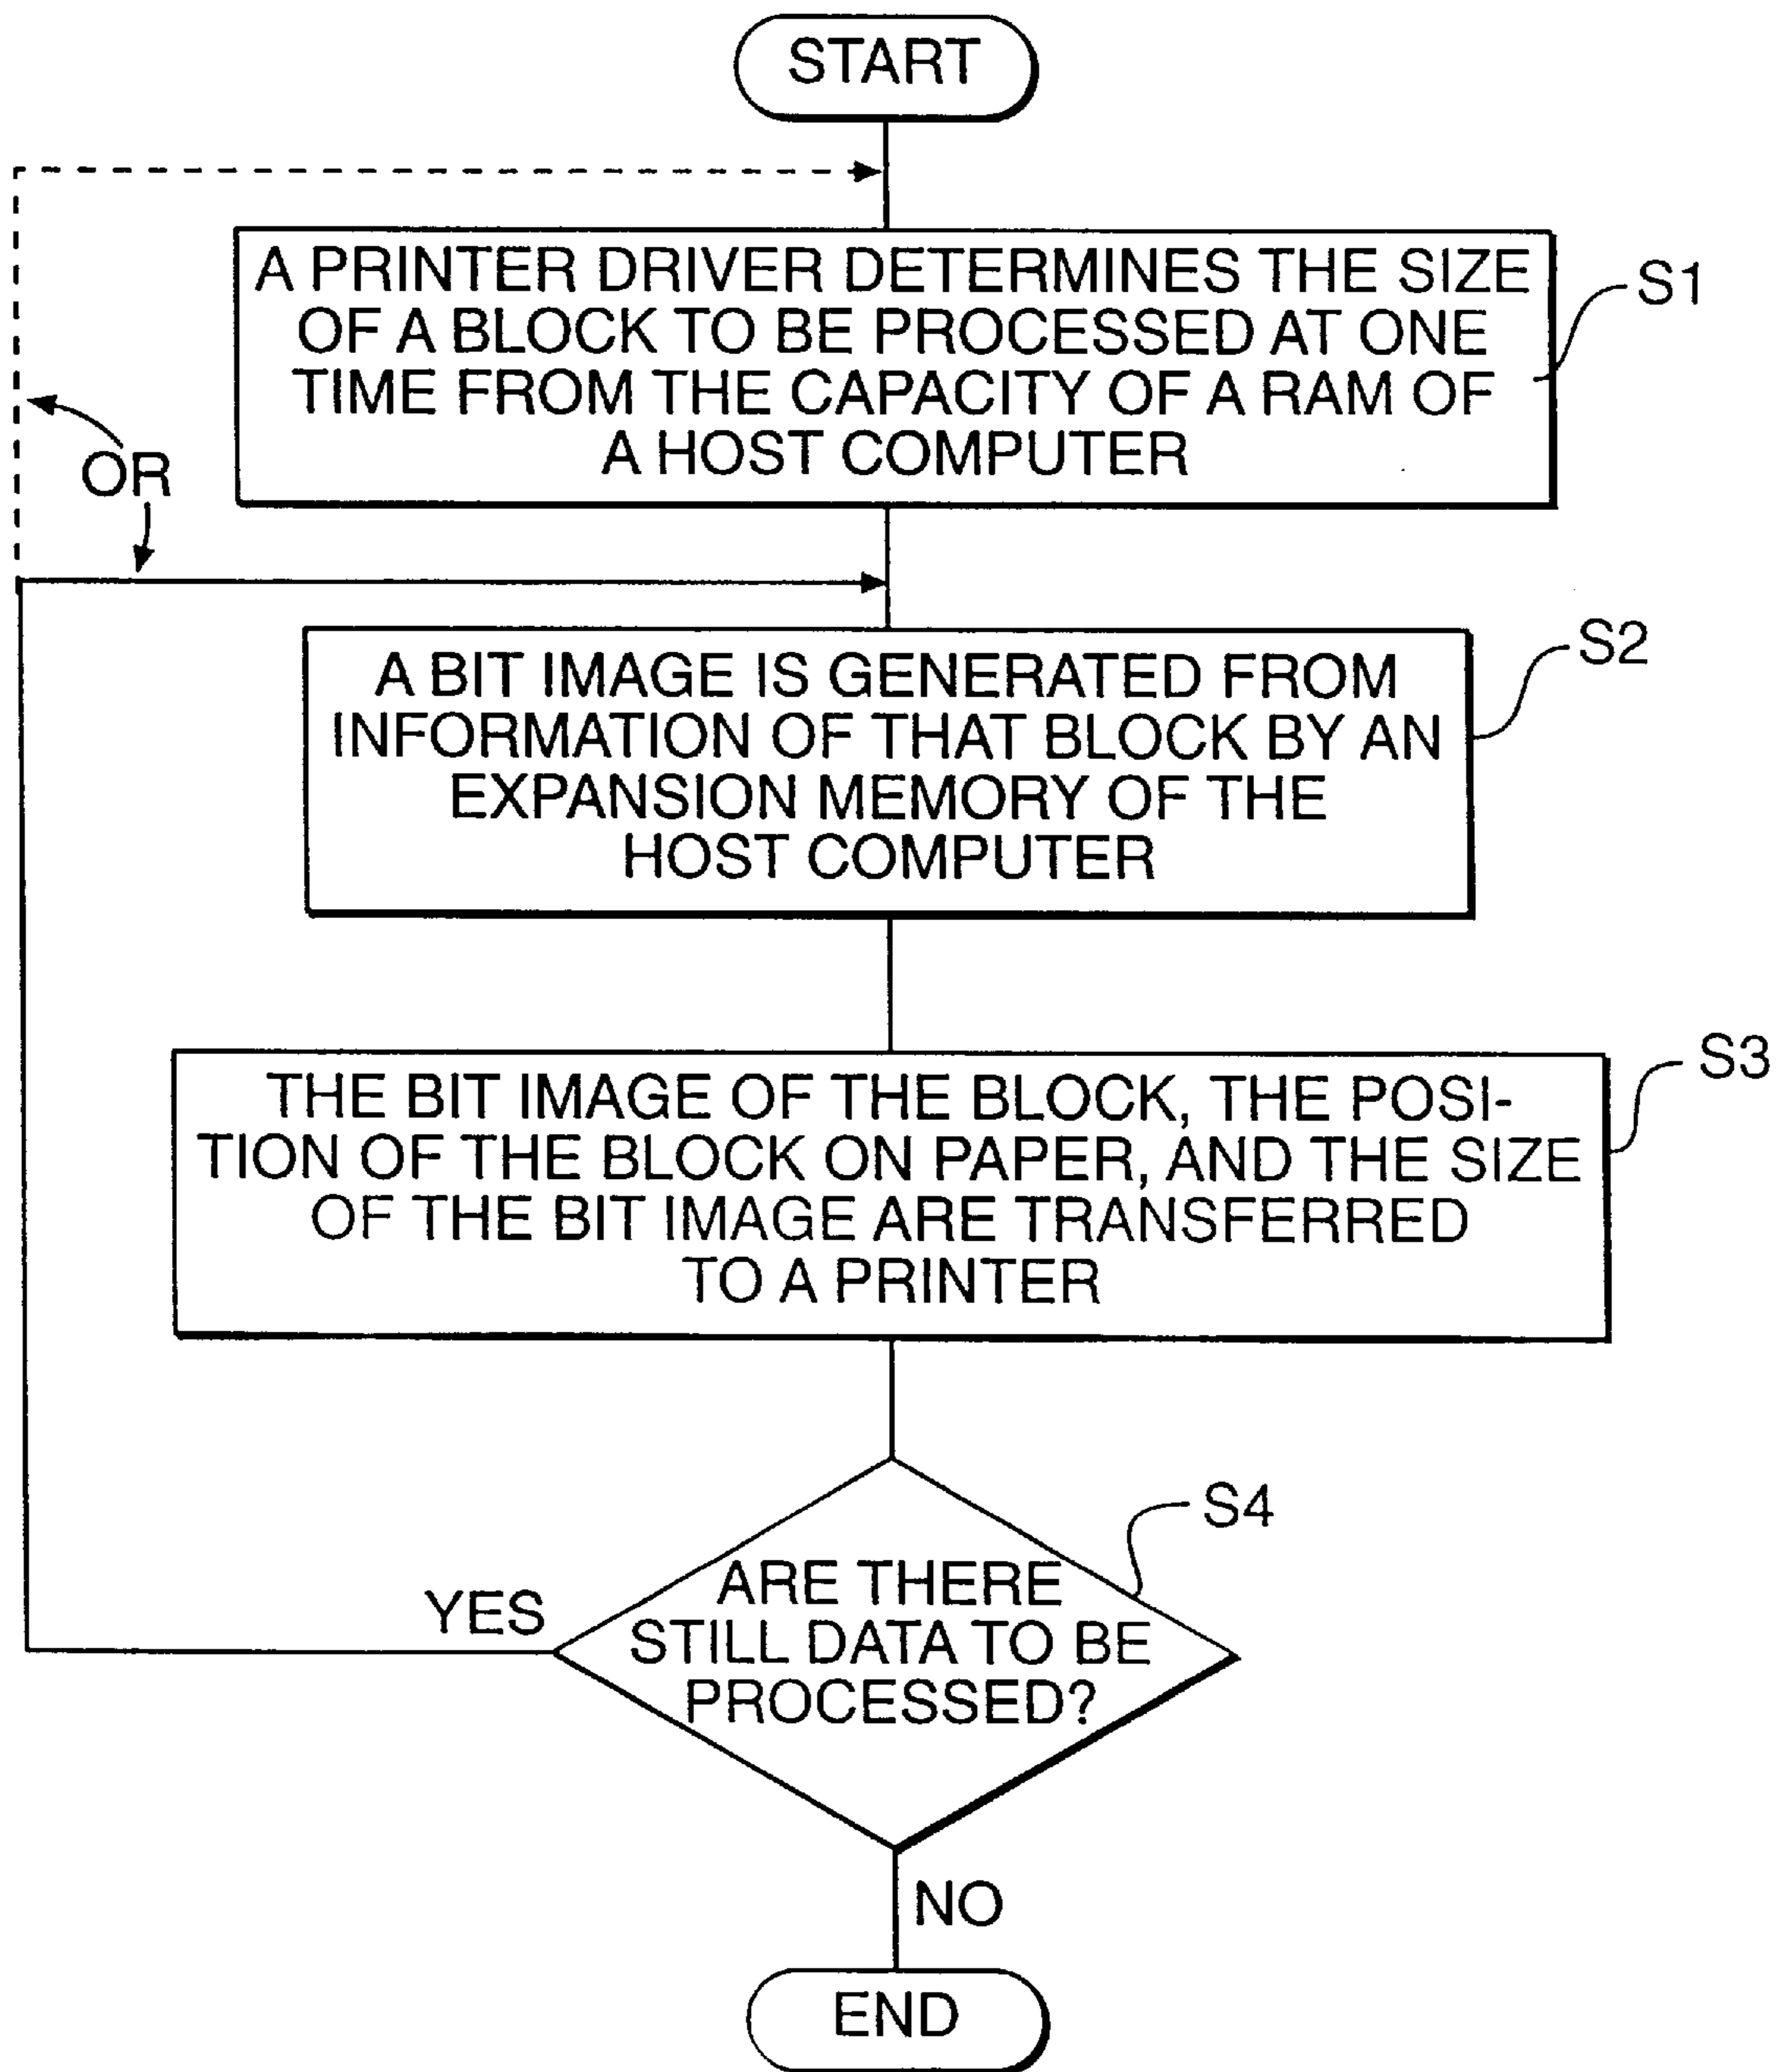 START
A PRINTER DRIVER DETERMINES THE SIZE
OF A BLOCK TO BE PROCESSED AT ONE
TIME FROM THE CAPACITY OF A RAM OF
A HOST COMPUTER
S1
OR
A BIT IMAGE IS GENERATED FROM
INFORMATION OF THAT BLOCK BY AN
EXPANSION MEMORY OF THE
HOST COMPUTER
S2
THE BIT IMAGE OF THE BLOCK, THE POSI-
TION OF THE BLOCK ON PAPER, AND THE SIZE
OF THE BIT IMAGE ARE TRANSFERRED
TO A PRINTER
S3
S4
ARE THERE
STILL DATA TO BE
PROCESSED?
YES
NO
END